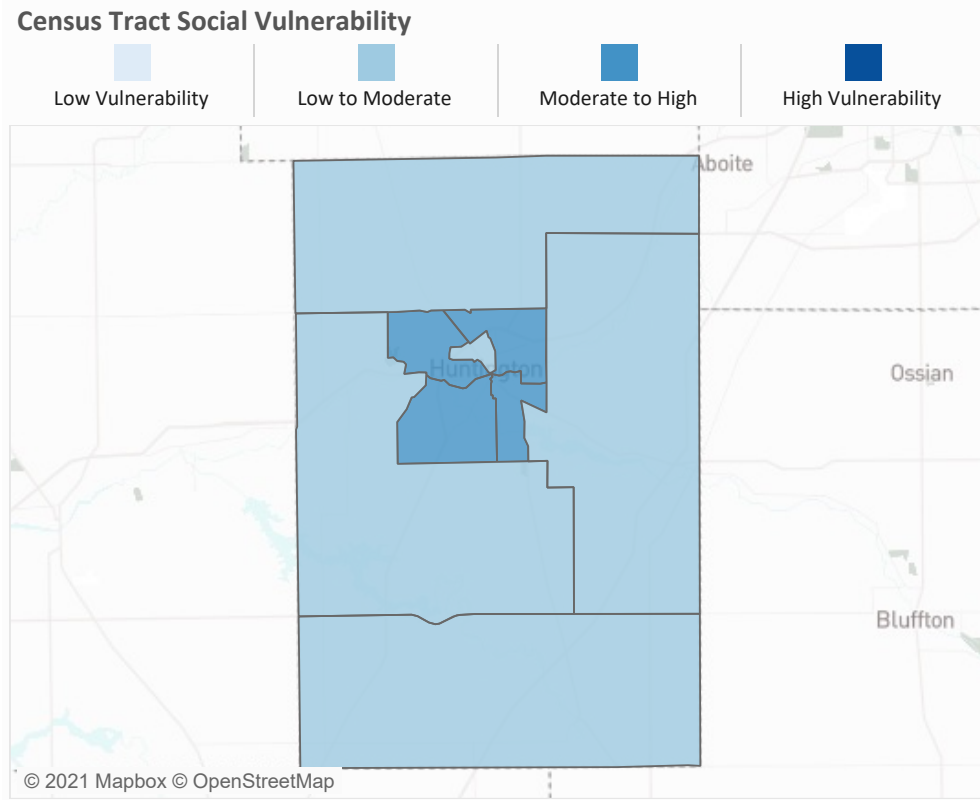 Census Tract Social Vulnerability
Low Vulnerability
Low to Moderate
Moderate to High
High Vulnerability
Aboite
Huntington
Ossian
Bluffton
© 2021 Mapbox © OpenStreetMap